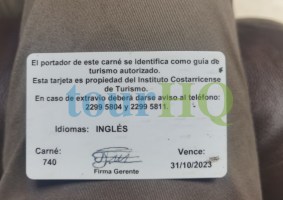 El portador de este carné se identifica como guía de
turismo autorizado.
Esta tarjeta es propiedad del Instituto Costarricense
de Turismo.
En caso de extravío deberá darse aviso al teléfono:
2299 5804 y 2299 5811.
tourHQ
Idiomas: INGLÉS
Carné: Vence:
740 31/10/2023
Firma Gerente